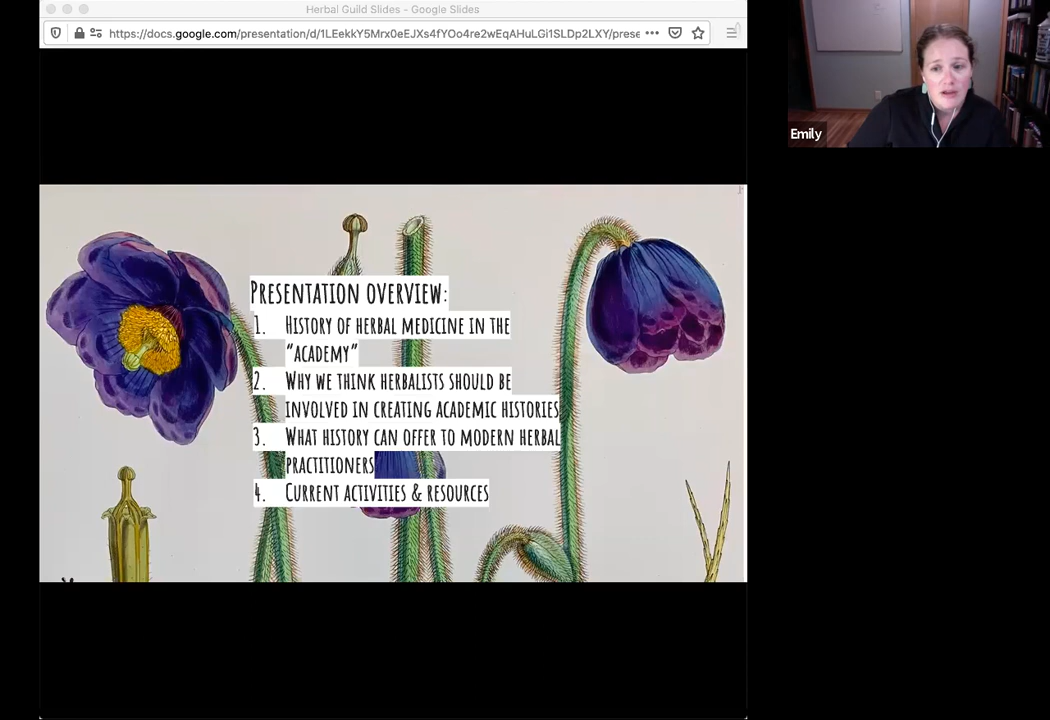 Herbal Guild Slides - Google Slides
https://docs.google.com/presentation/d/1LEekkY5Mrx0eEJXs4fYOo4re2wEqAHuLGi1SLDp2LXY/prese
Emily
PRESENTATION OVERVIEW:
1. HISTORY OF HERBAL MEDICINE IN THE
"ACADEMY"
2. WHY WE THINK HERBALISTS SHOULD BE
INVOLVED IN CREATING ACADEMIC HISTORIES
3. WHAT HISTORY CAN OFFER TO MODERN HERBAL
PRACTITIONERS
4. CURRENT ACTIVITIES & RESOURCES